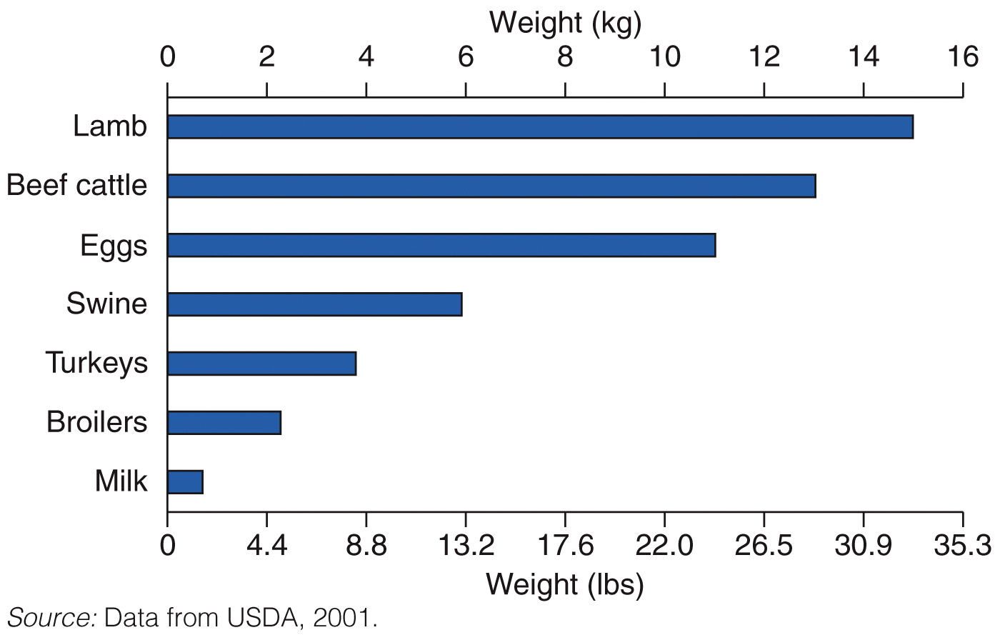 Weight (kg)
0 2 4 6 8 10 12 14 16
Lamb
Beef cattle
Eggs
Swine
Turkeys
Broilers
Milk
0 4.4 8.8 13.2 17.6 22.0 26.5 30.9 35.3
Weight (lbs)
Source: Data from USDA, 2001.